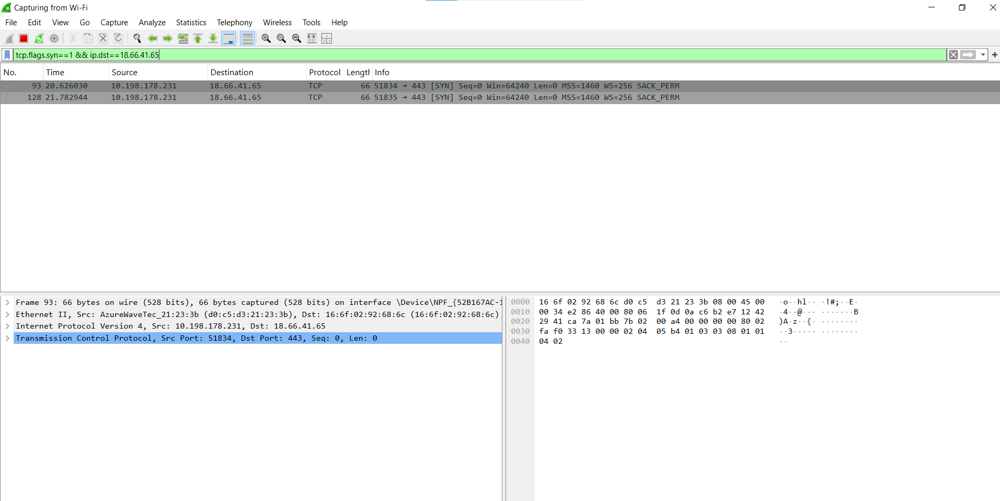 Capturing from Wi-Fi
File Edit View Go Capture Analyze Statistics Telephony Wireless Tools Help
tcp.flags.syn==1 && ip.dst==18.66.41.65
No. Time Source Destination Protocol Length Info
93 20.626030 10.198.178.231 18.66.41.65 TCP 66 51834 → 443 [SYN] Seq=0 Win=64240 Len=0 MSS=1460 WS=256 SACK_PERM
128 21.782944 10.198.178.231 18.66.41.65 TCP 66 51835 → 443 [SYN] Seq=0 Win=64240 Len=0 MSS=1460 WS=256 SACK_PERM
Frame 93: 66 bytes on wire (528 bits), 66 bytes captured (528 bits) on interface \Device\NPF_{52B167AC-1
Ethernet II, Src: AzureWaveTec_21:23:3b (d0:c5:d3:21:23:3b), Dst: 16:6f:02:92:68:6c (16:6f:02:92:68:6c)
Internet Protocol Version 4, Src: 10.198.178.231, Dst: 18.66.41.65
Transmission Control Protocol, Src Port: 51834, Dst Port: 443, Seq: 0, Len: 0
0000 16 6f 02 92 68 6c d0 c5 d3 21 23 3b 08 00 45 00 ·o··hl·· ·!#;··E·
0010 00 34 e2 86 40 00 80 06 1f 0d 0a c6 b2 e7 12 42 ·4··@··· ·······B
0020 29 41 ca 7a 01 bb 7b 02 00 a4 00 00 00 00 80 02 )A·z··{· ········
0030 fa f0 33 13 00 00 02 04 05 b4 01 03 03 08 01 01 ··3····· ········
0040 04 02 ··